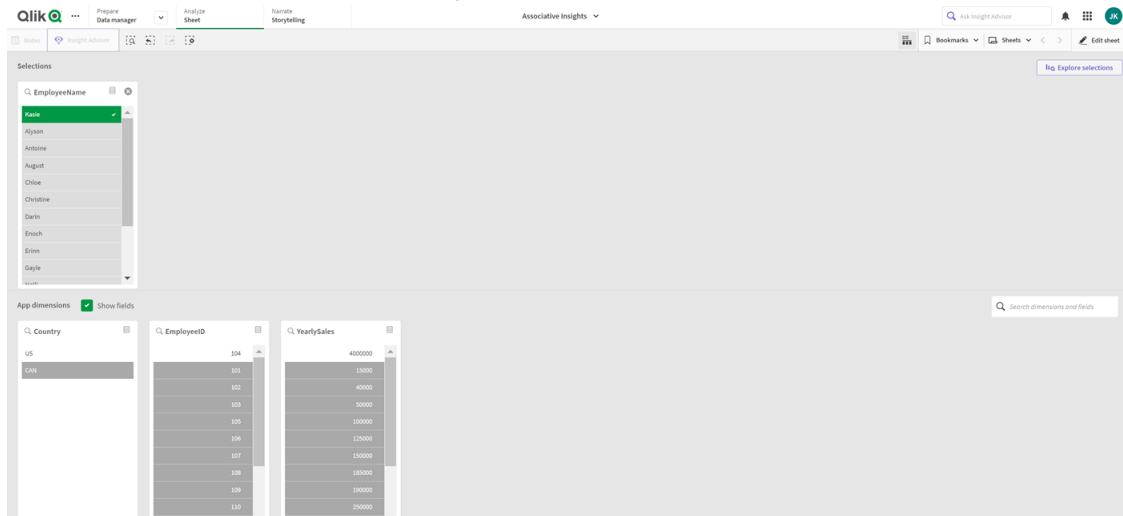 Qlik
Prepare
Data manager
Analyze
Sheet
Narrate
Storytelling
Associative Insights
Ask Insight Advisor
JK
Notes
Insight Advisor
Bookmarks
Sheets
Edit sheet
Selections
Explore selections
EmployeeName
Kasie
Alyson
Antoine
August
Chloe
Christine
Darin
Enoch
Erinn
Gayle
App dimensions
Show fields
Search dimensions and fields
Country
US
CAN
EmployeeID
104
101
102
103
105
106
107
108
109
110
YearlySales
4000000
15000
40000
50000
100000
125000
150000
185000
190000
250000